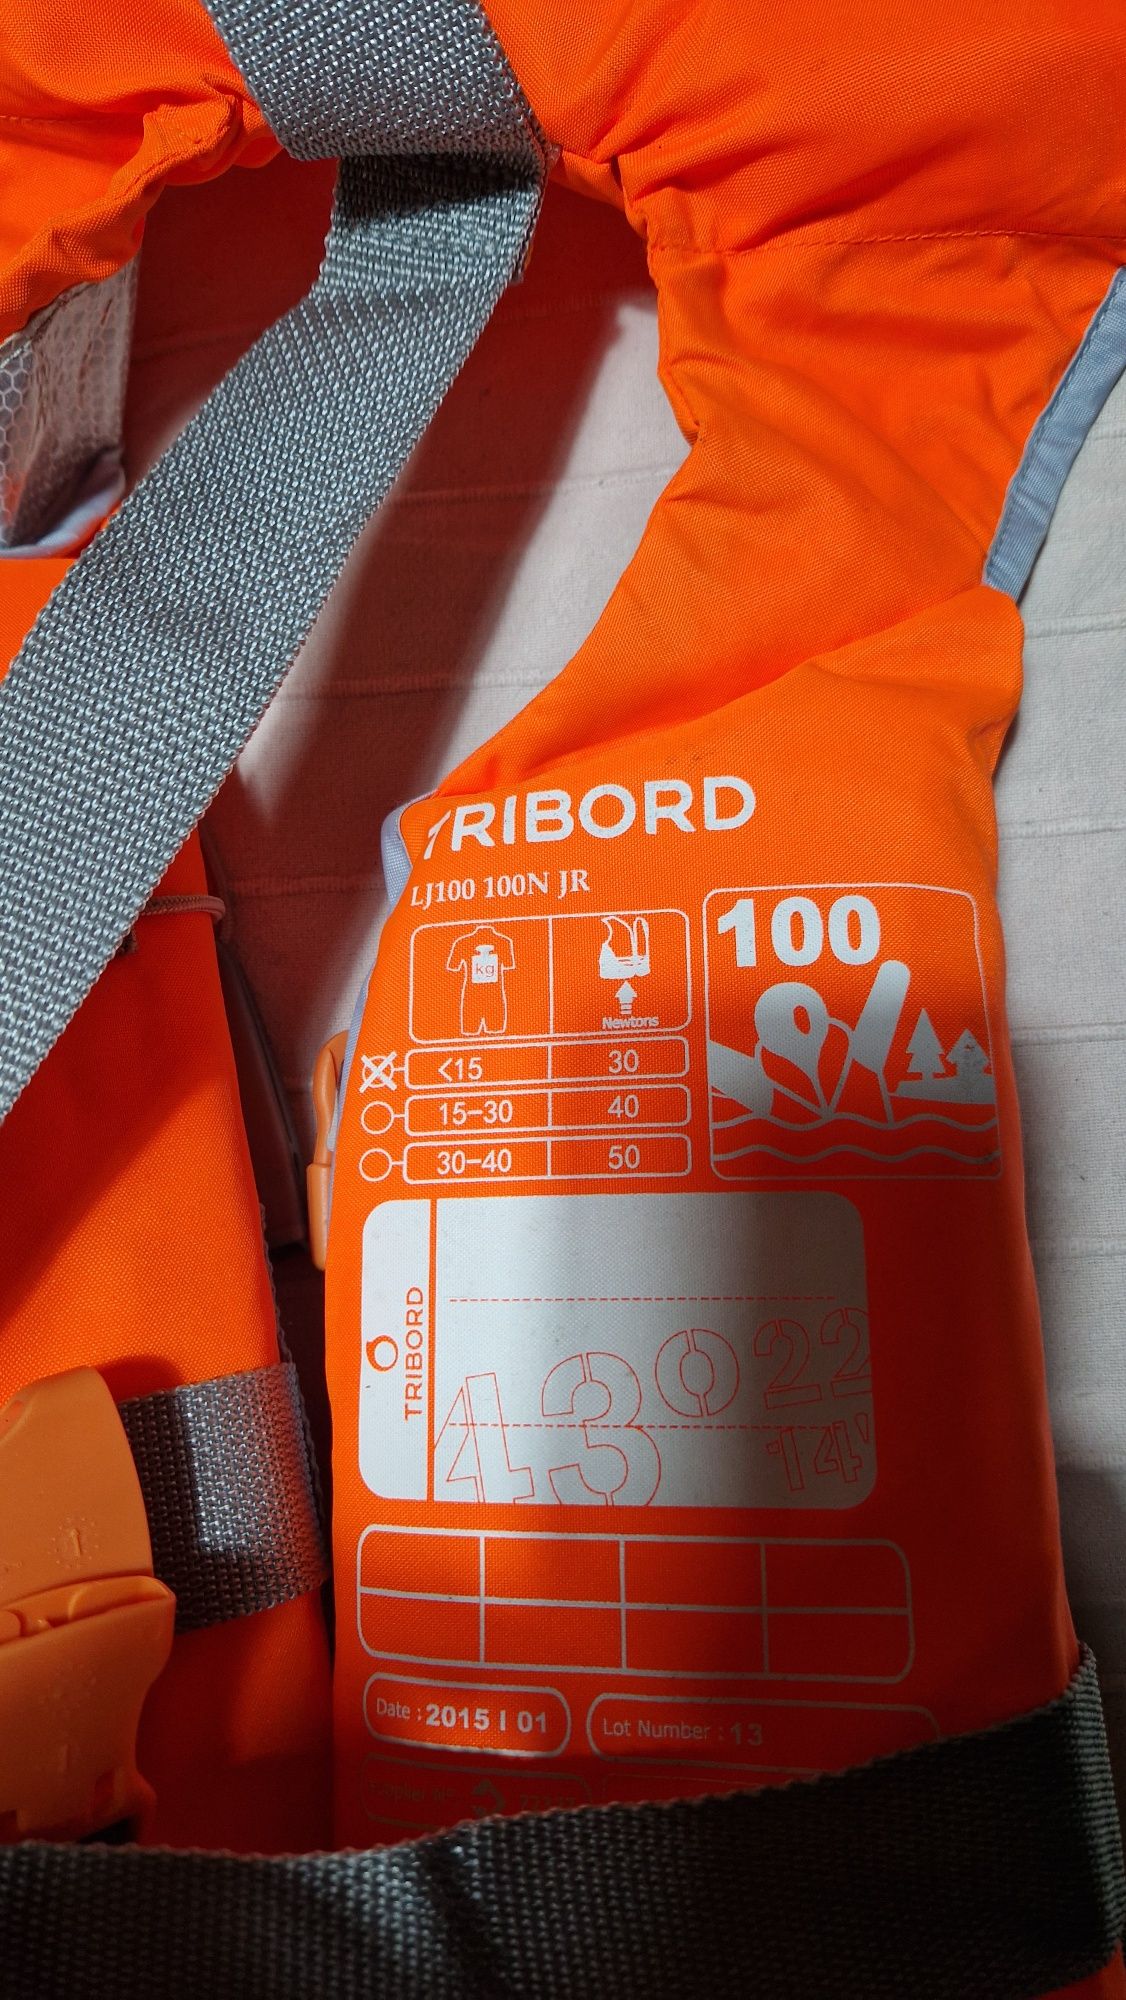 TRIBORD
LJ100 100N JR
kg
Newtons
<15 30
15-30 40
30-40 50
100
TRIBORD
43° 22
14'
Date : 2015 I 01
Lot Number : 13
Supplier N°